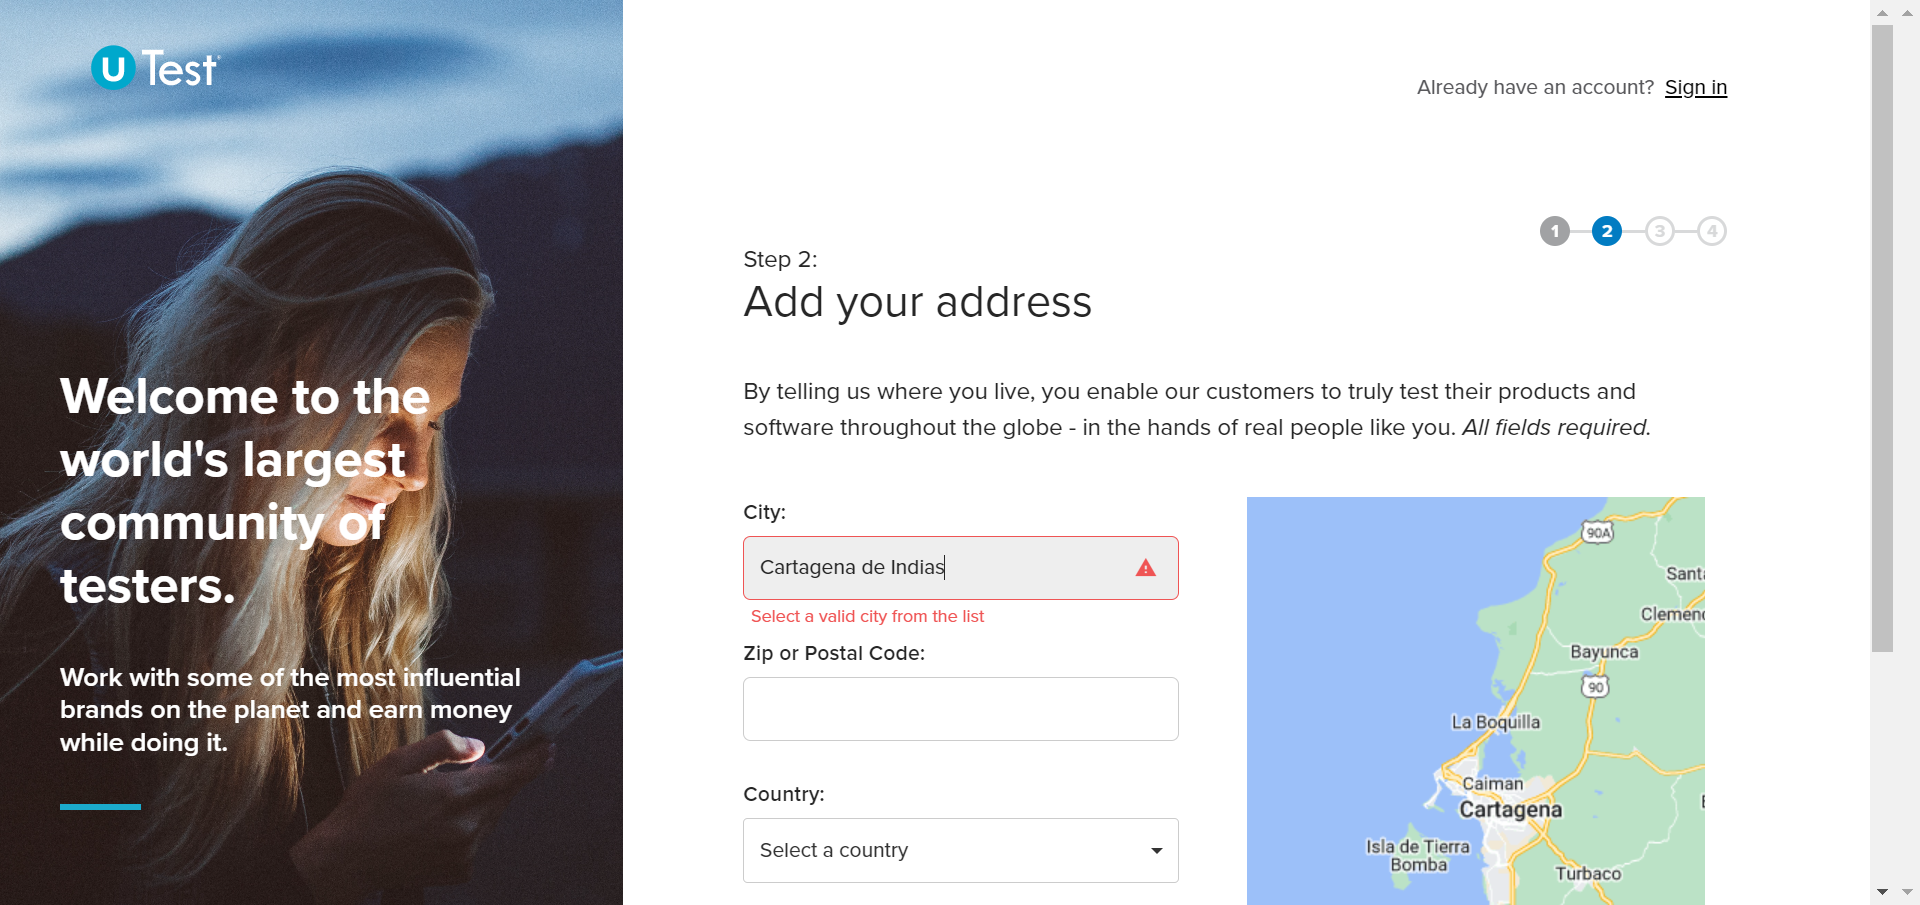 U Test
Already have an account? Sign in
1 2 3 4
Step 2:
Add your address
Welcome to the
world's largest
community of
testers.
Work with some of the most influential
brands on the planet and earn money
while doing it.
By telling us where you live, you enable our customers to truly test their products and
software throughout the globe - in the hands of real people like you. All fields required.
City:
Cartagena de Indias
Select a valid city from the list
Zip or Postal Code:
Country:
Select a country
90A
Bayunca
90
La Boquilla
Caiman
Cartagena
Isla de Tierra
Bomba
Turbaco